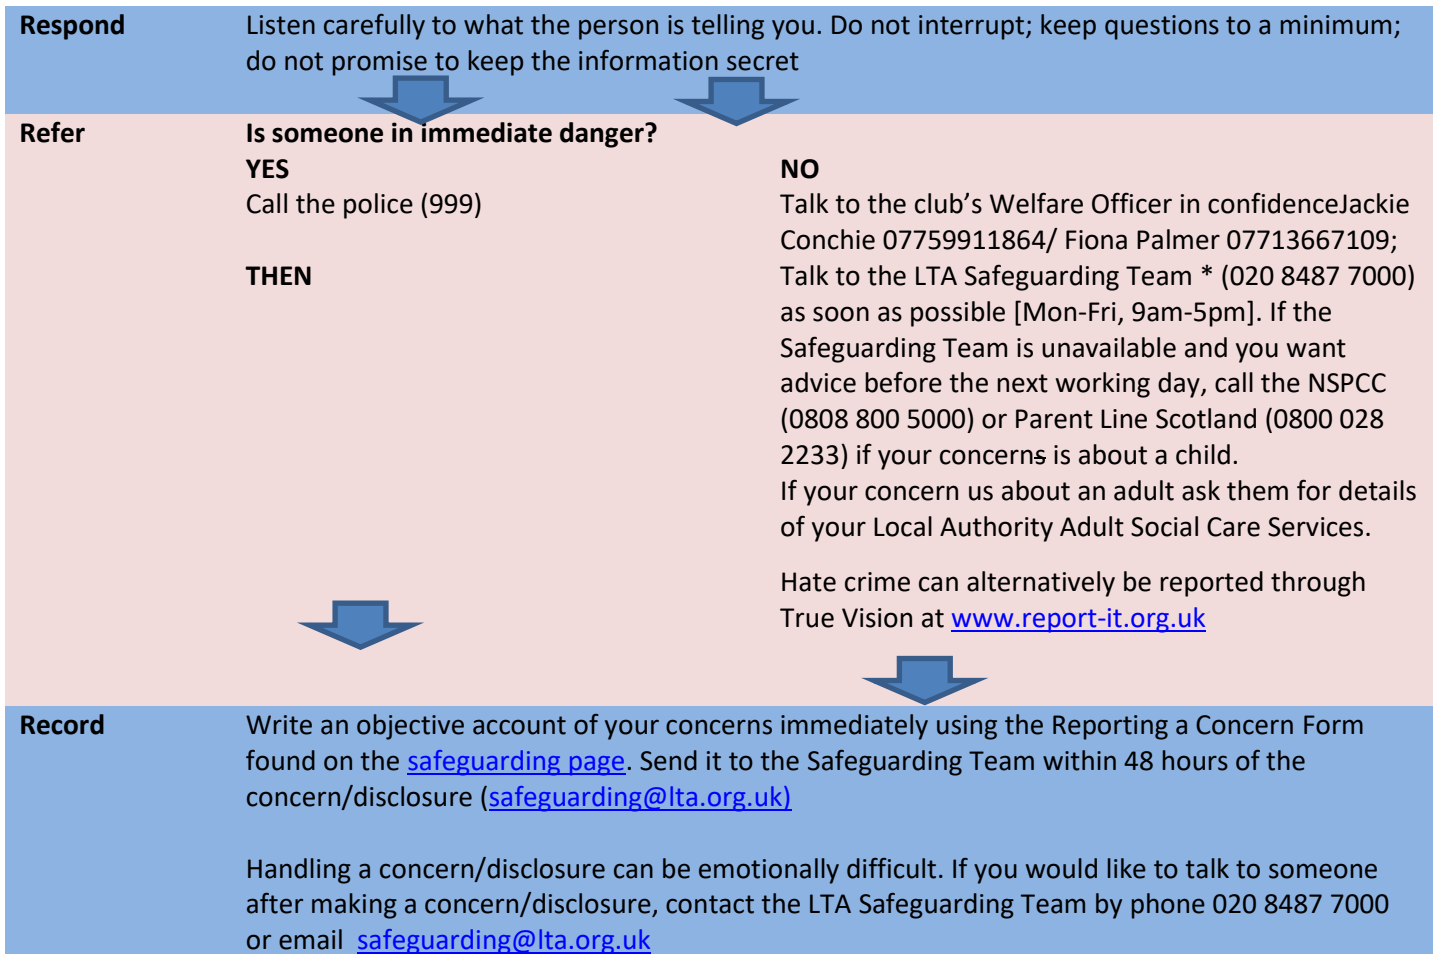 Respond
Listen carefully to what the person is telling you. Do not interrupt; keep questions to a minimum;
do not promise to keep the information secret
Refer
Is someone in immediate danger?
YES
Call the police (999)
THEN
NO
Talk to the club’s Welfare Officer in confidenceJackie
Conchie 07759911864/ Fiona Palmer 07713667109;
Talk to the LTA Safeguarding Team * (020 8487 7000)
as soon as possible [Mon-Fri, 9am-5pm]. If the
Safeguarding Team is unavailable and you want
advice before the next working day, call the NSPCC
(0808 800 5000) or Parent Line Scotland (0800 028
2233) if your concerns is about a child.
If your concern us about an adult ask them for details
of your Local Authority Adult Social Care Services.
Hate crime can alternatively be reported through
True Vision at www.report-it.org.uk
Record
Write an objective account of your concerns immediately using the Reporting a Concern Form
found on the safeguarding page. Send it to the Safeguarding Team within 48 hours of the
concern/disclosure (safeguarding@lta.org.uk)
Handling a concern/disclosure can be emotionally difficult. If you would like to talk to someone
after making a concern/disclosure, contact the LTA Safeguarding Team by phone 020 8487 7000
or email safeguarding@lta.org.uk